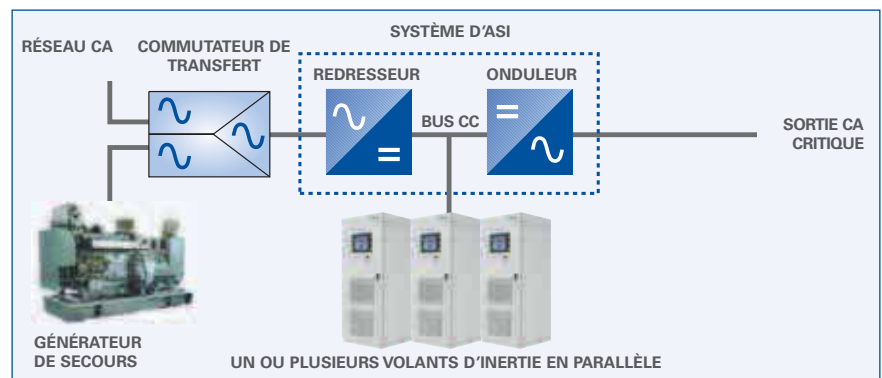 SYSTÈME D'ASI
RÉSEAU CA
COMMUTATEUR DE
TRANSFERT
REDRESSEUR
ONDULEUR
BUS CC
SORTIE CA
CRITIQUE
GÉNÉRATEUR
DE SECOURS
UN OU PLUSIEURS VOLANTS D'INERTIE EN PARALLÈLE